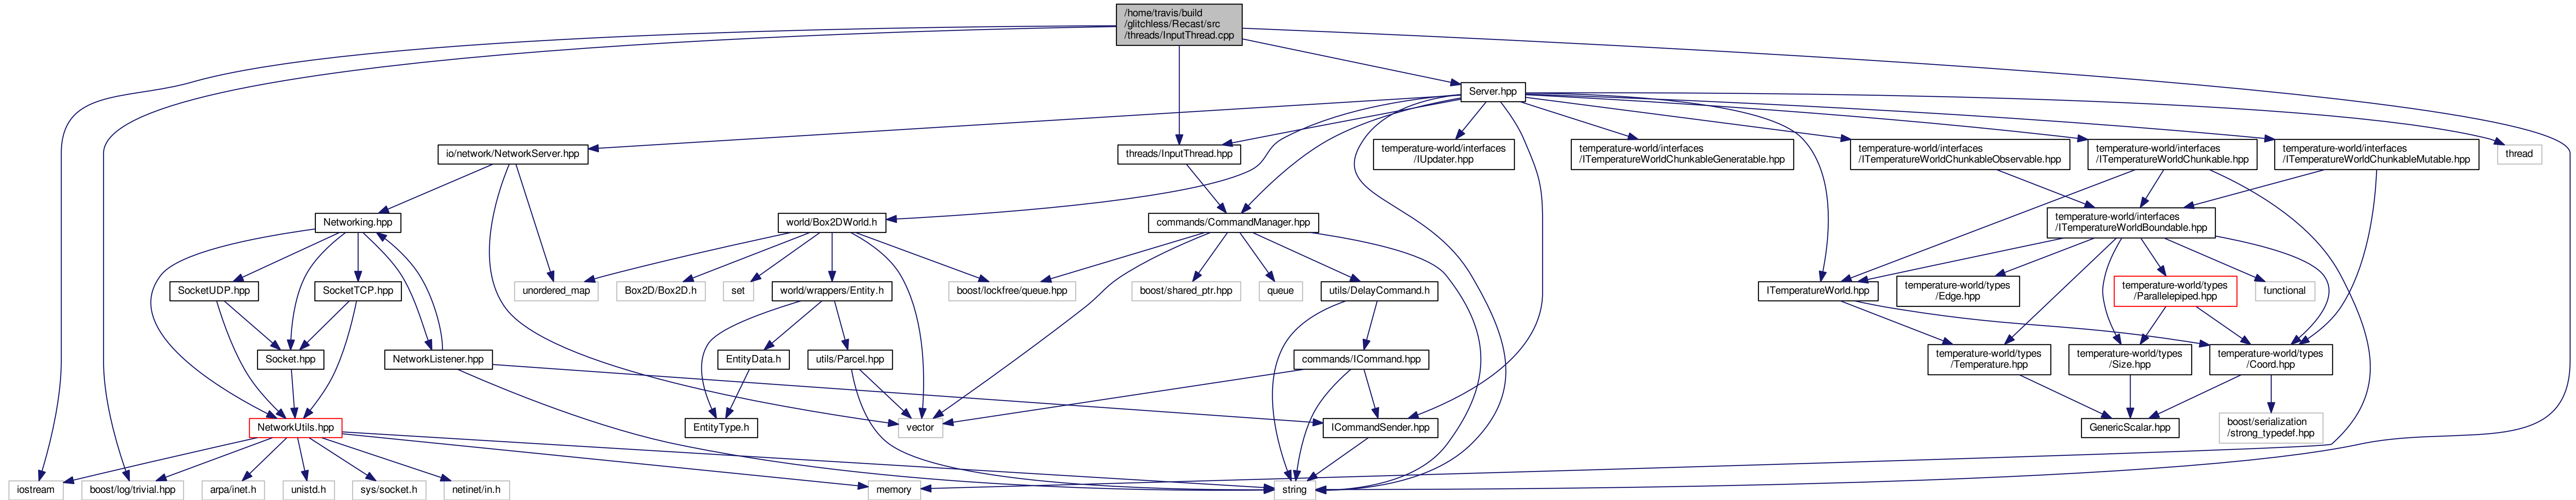 /home/travis/build
/glitchless/Recast/src
/threads/InputThread.cpp
Server.hpp
io/network/NetworkServer.hpp
threads/InputThread.hpp
temperature-world/interfaces
/IUpdater.hpp
temperature-world/interfaces
/ITemperatureWorldChunkableGeneratable.hpp
temperature-world/interfaces
/ITemperatureWorldChunkableObservable.hpp
temperature-world/interfaces
/ITemperatureWorldChunkable.hpp
temperature-world/interfaces
/ITemperatureWorldChunkableMutable.hpp
thread
Networking.hpp
world/Box2DWorld.h
commands/CommandManager.hpp
temperature-world/interfaces
/ITemperatureWorldBoundable.hpp
SocketUDP.hpp
SocketTCP.hpp
unordered_map
Box2D/Box2D.h
set
world/wrappers/Entity.h
boost/lockfree/queue.hpp
boost/shared_ptr.hpp
queue
utils/DelayCommand.h
ITemperatureWorld.hpp
temperature-world/types
/Edge.hpp
temperature-world/types
/Parallelepiped.hpp
functional
Socket.hpp
NetworkListener.hpp
EntityData.h
utils/Parcel.hpp
commands/ICommand.hpp
temperature-world/types
/Temperature.hpp
temperature-world/types
/Size.hpp
temperature-world/types
/Coord.hpp
NetworkUtils.hpp
EntityType.h
vector
ICommandSender.hpp
GenericScalar.hpp
boost/serialization
/strong_typedef.hpp
iostream
boost/log/trivial.hpp
arpa/inet.h
unistd.h
sys/socket.h
netinet/in.h
memory
string